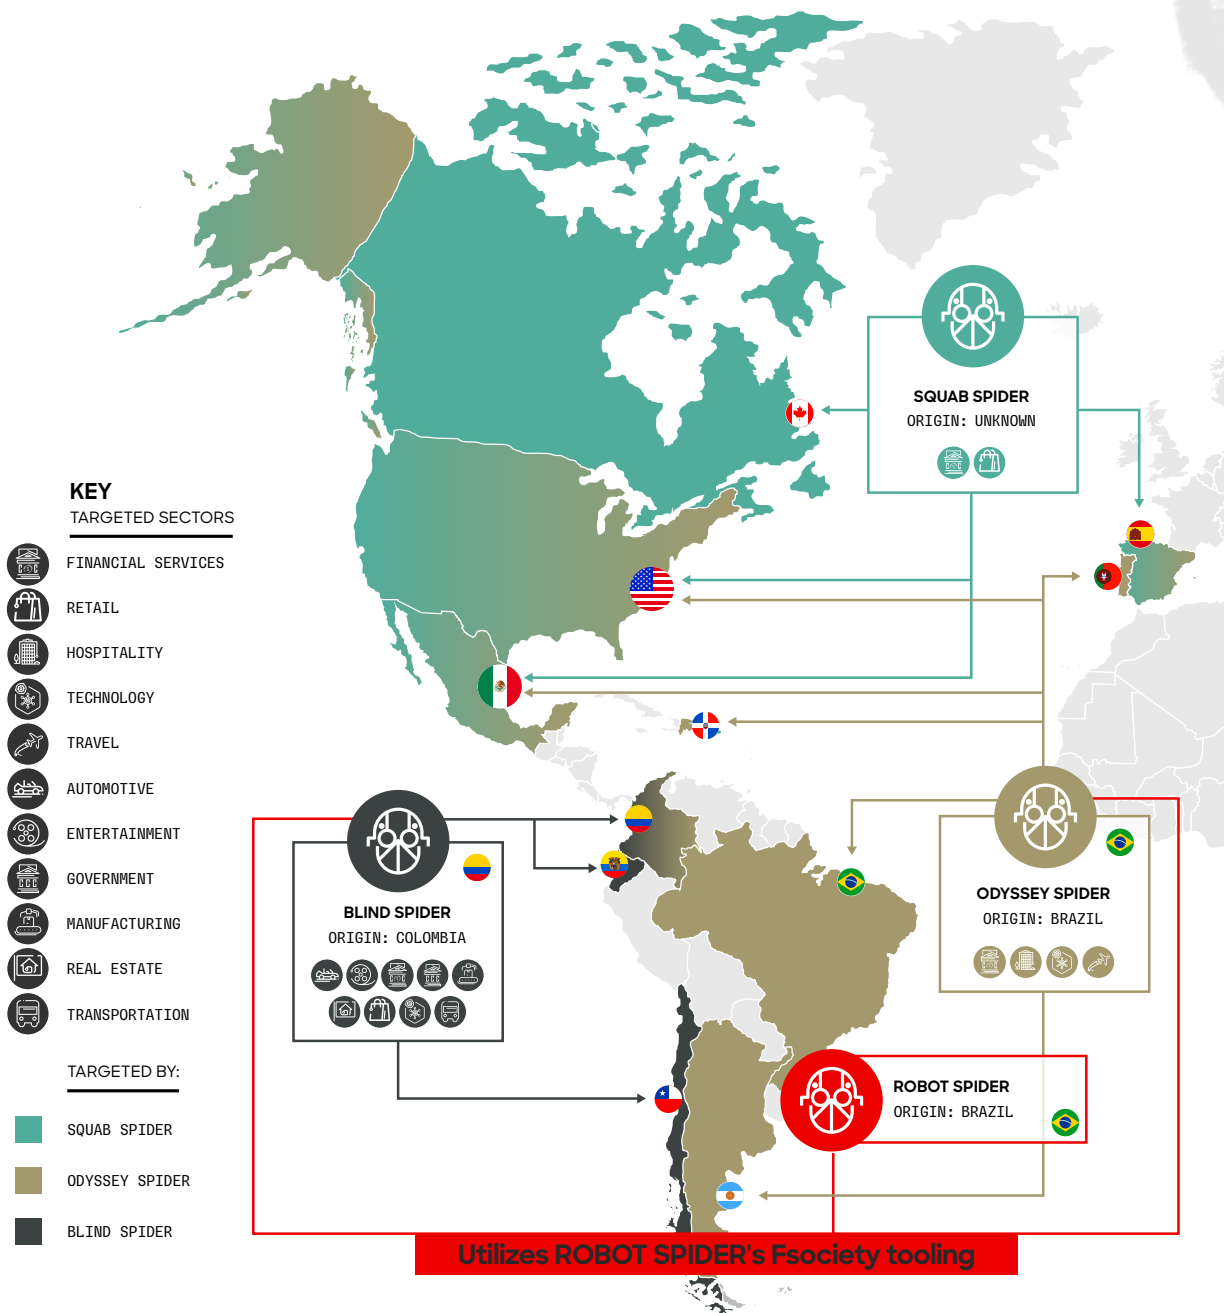 SQUAB SPIDER
ORIGIN: UNKNOWN
KEY
TARGETED SECTORS
FINANCIAL SERVICES
RETAIL
HOSPITALITY
TECHNOLOGY
TRAVEL
AUTOMOTIVE
ENTERTAINMENT
GOVERNMENT
MANUFACTURING
REAL ESTATE
TRANSPORTATION
TARGETED BY:
SQUAB SPIDER
ODYSSEY SPIDER
BLIND SPIDER
BLIND SPIDER
ORIGIN: COLOMBIA
ODYSSEY SPIDER
ORIGIN: BRAZIL
ROBOT SPIDER
ORIGIN: BRAZIL
Utilizes ROBOT SPIDER's Fsociety tooling